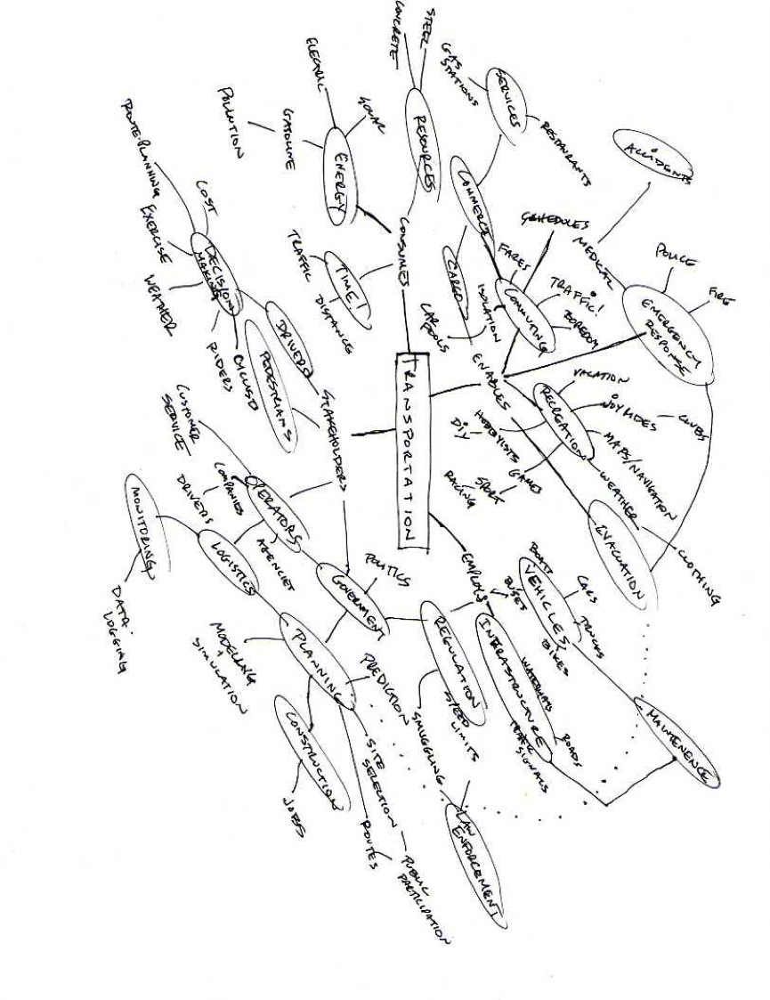 TRANSPORTATION
CONSUMES
RESOURCES
CONCRETE
STEEL
ENERGY
ELECTRIC
SOLAR
GASOLINE
POLLUTION
TIME!
TRAFFIC
DISTANCE
ENABLES
COMMERCE
SERVICES
GAS
STATIONS
RESTAURANTS
CARGO
COMMUTING
SCHEDULES
FARES
TRAFFIC!
BOREDOM
ISOLATION
CAR
POOLS
EMERGENCY
RESPONSE
MEDICAL
ACCIDENTS
POLICE
FIRE
RECREATION
VACATION
JOYRIDES
CLUBS
MAPS/NAVIGATION
WEATHER
CLOTHING
HOBBYISTS
DIY
GAMES
SPORT
RACING
EVACUATION
EMPLOYS
VEHICLES
BOATS
CARS
TRUCKS
BUSES
BIKES
INFRASTRUCTURE
WATERWAYS
ROADS
TRAFFIC
SIGNALS
MAINTENENCE
STAKEHOLDERS
DRIVERS
PEDESTRIANS
DECISION
MAKING
ROUTE PLANNING
COST
EXERCISE
WEATHER
RIDERS
CYCLISTS
OPERATORS
CUSTOMER
SERVICE
COMPANIES
DRIVERS
AGENCIES
LOGISTICS
MONITORING
DATA
LOGGING
GOVERNMENT
POLITICS
REGULATION
SPEED
LIMITS
SMUGGLING
LAW
ENFORCEMENT
PLANNING
MODELLING
+
SIMULATION
PREDICTION
SITE
SELECTION
ROUTES
PUBLIC
PARTICIPATION
CONSTRUCTION
JOBS